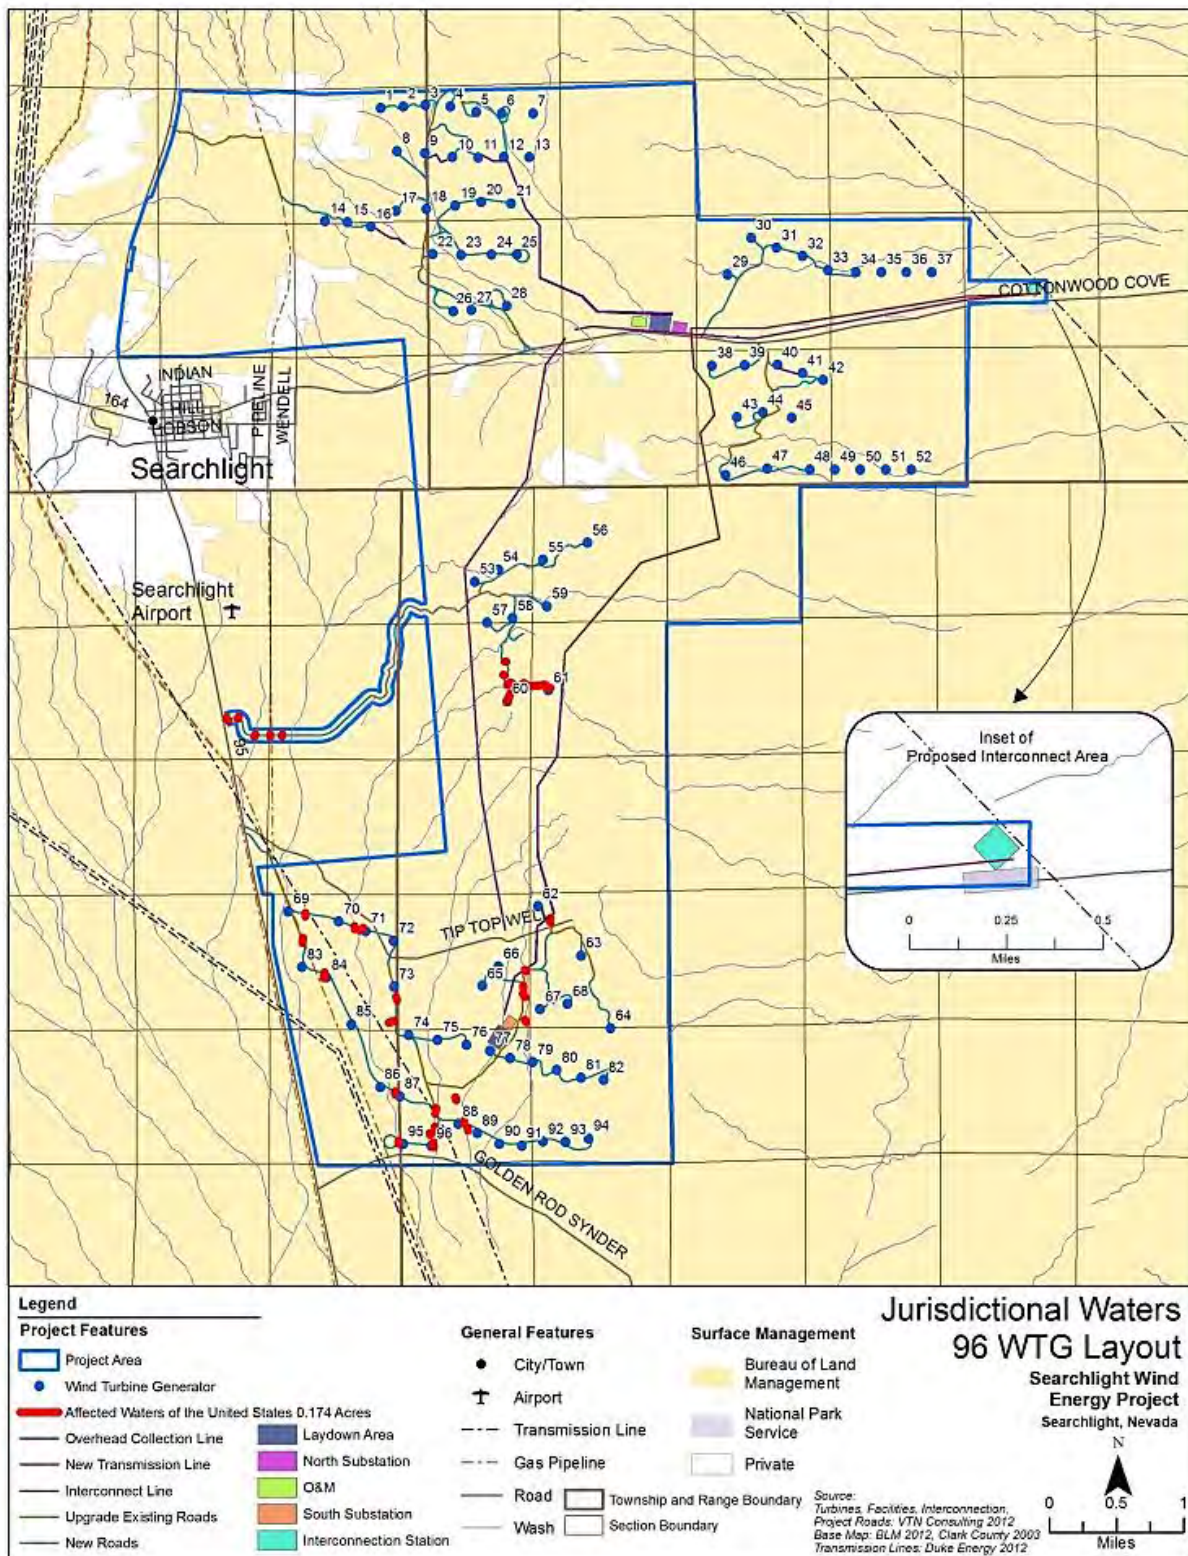 1 2 3 4 5 6 7
8 9 10 11 12 13
14 15 16 17 18 19 20 21
22 23 24 25
26 27 28
30 31 32 33 34 35 36 37
29
COTTONWOOD COVE
38 39 40 41 42
43 44 45
46 47 48 49 50 51 52
INDIAN
HILL
HOBSON
164
PIPELINE
WENDELL
Searchlight
53 54 55 56
57 58 59
60 61
Searchlight
Airport
95
Inset of
Proposed Interconnect Area
0 0.25 0.5
Miles
62
TIP TOP WELL
63
69 70 71 72
83 84 73
65 66 67 68 64
85 74 75 76 77 78 79 80 81 82
86 87 88 89 90 91 92 93 94
95 96
GOLDEN ROD SYNDER
Legend
Project Features
Project Area
Wind Turbine Generator
Affected Waters of the United States 0.174 Acres
Overhead Collection Line
New Transmission Line
Interconnect Line
Upgrade Existing Roads
New Roads
Laydown Area
North Substation
O&M
South Substation
Interconnection Station
General Features
City/Town
Airport
Transmission Line
Gas Pipeline
Road
Wash
Township and Range Boundary
Section Boundary
Surface Management
Bureau of Land
Management
National Park
Service
Private
Jurisdictional Waters
96 WTG Layout
Searchlight Wind
Energy Project
Searchlight, Nevada
N
0 0.5 1
Miles
Source:
Turbines, Facilities, Interconnection,
Project Roads: VTN Consulting 2012
Base Map: BLM 2012, Clark County 2003
Transmission Lines: Duke Energy 2012